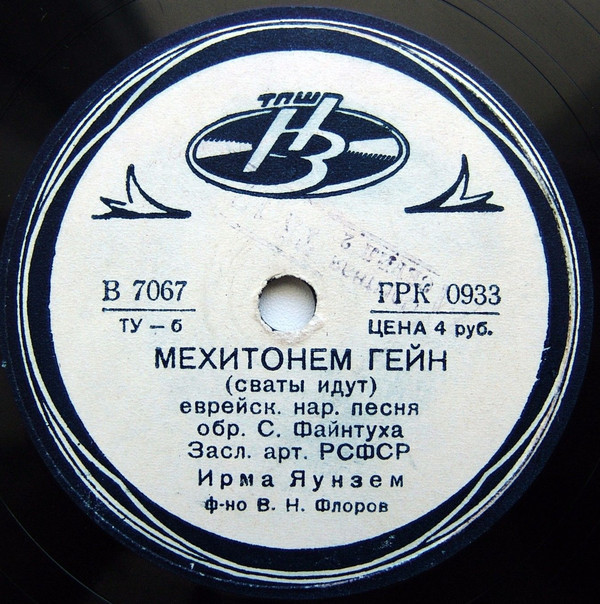 ТПШ
НЗ
В 7067
ГРК 0933
ТУ – б
ЦЕНА 4 руб.
МЕХИТОНЕМ ГЕЙН
(сваты идут)
еврейск. нар. песня
обр. С. Файнтуха
Засл. арт. РСФСР
Ирма Яунзем
ф-но В. Н. Флоров